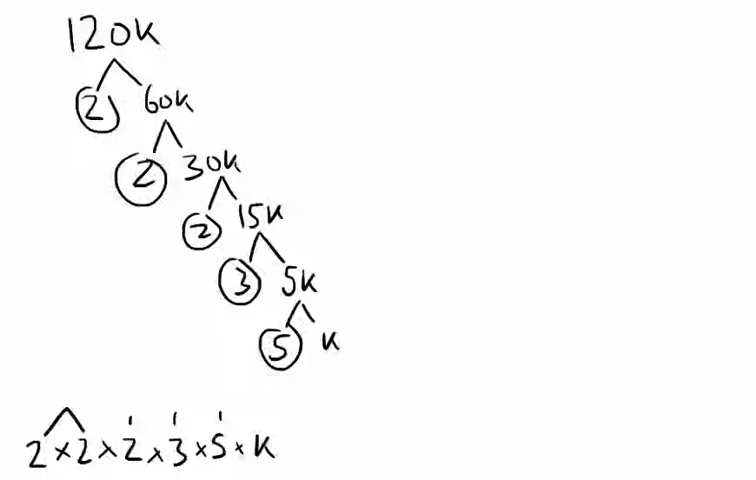 120k
2 60k
2 30k
2 15k
3 5k
5 k
2 × 2 × 2 × 3 × 5 × k